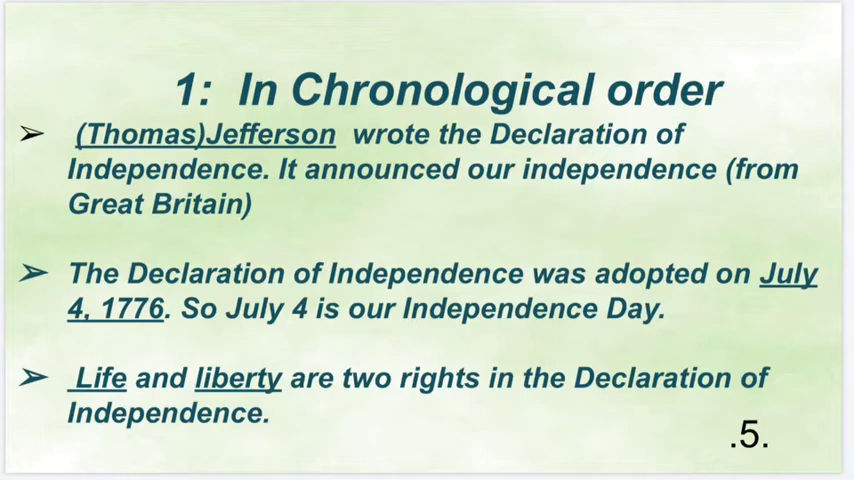 1: In Chronological order
➢ (Thomas)Jefferson wrote the Declaration of
Independence. It announced our independence (from
Great Britain)
➢ The Declaration of Independence was adopted on July
4, 1776. So July 4 is our Independence Day.
➢ Life and liberty are two rights in the Declaration of
Independence.
.5.